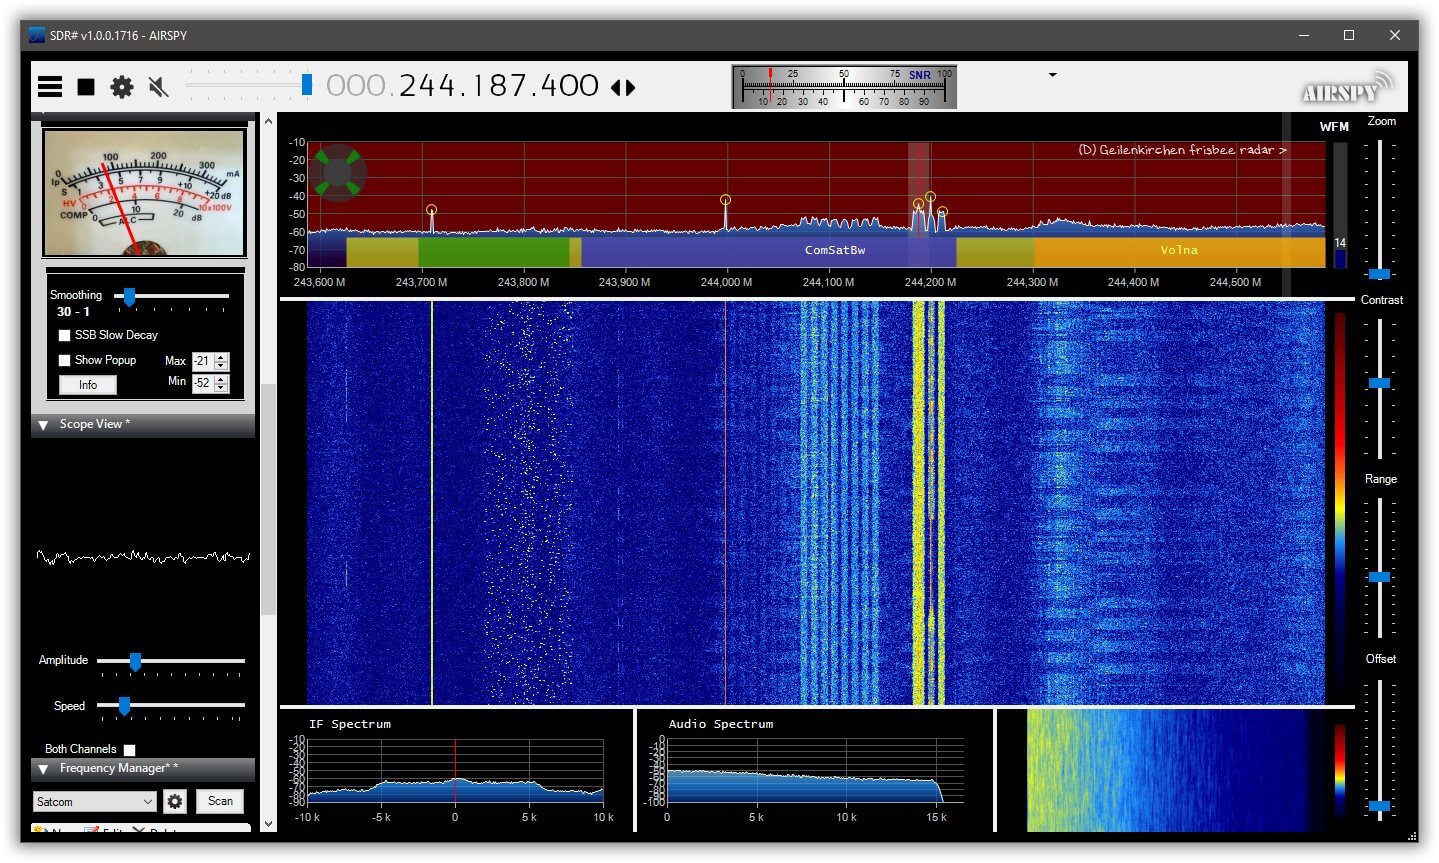 SDR# v1.0.0.1716 - AIRSPY
000.244.187.400
0 25 50 75 SNR 100
10 20 30 40 60 70 80 90
AIRSPY
WFM
Zoom
0 100 200 300 mA
Ip
S 1 3 5 7 9 +10 +20 dB
HV 0 2 4 6 8 10x100V
COMP 0 10 20 dB
ALC
(D) Geilenkirchen frisbee radar >
-10
-20
-30
-40
-50
-60
-70
-80
ComSatBw
Volna
14
243,600 M 243,700 M 243,800 M 243,900 M 244,000 M 244,100 M 244,200 M 244,300 M 244,400 M 244,500 M
Smoothing
30 - 1
SSB Slow Decay
Show Popup
Max -21
Info
Min -52
Contrast
Scope View *
Range
Amplitude
Offset
Speed
Both Channels
Frequency Manager* *
Satcom
Scan
IF Spectrum
-10
-20
-30
-40
-50
-60
-70
-80
-90
-10 k -5 k 0 5 k 10 k
Audio Spectrum
0
-10
-20
-30
-40
-50
-60
-70
-80
-90
-100
0 5 k 10 k 15 k